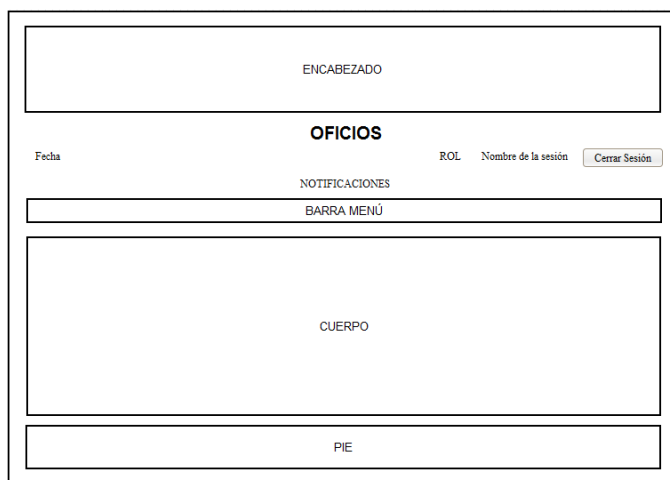 ENCABEZADO
OFICIOS
Fecha ROL Nombre de la sesión Cerrar Sesión
NOTIFICACIONES
BARRA MENÚ
CUERPO
PIE